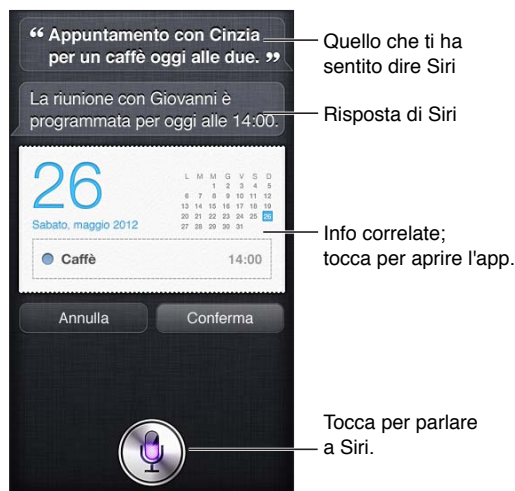 “ Appuntamento con Cinzia
per un caffè oggi alle due. ”
Quello che ti ha
sentito dire Siri
La riunione con Giovanni è
programmata per oggi alle 14:00.
Risposta di Siri
26
Sabato, maggio 2012
L M M G V S D
1 2 3 4 5
6 7 8 9 10 11 12
13 14 15 16 17 18 19
20 21 22 23 24 25 26
27 28 29 30 31
Caffè 14:00
Info correlate;
tocca per aprire l'app.
Annulla Conferma
Tocca per parlare
a Siri.